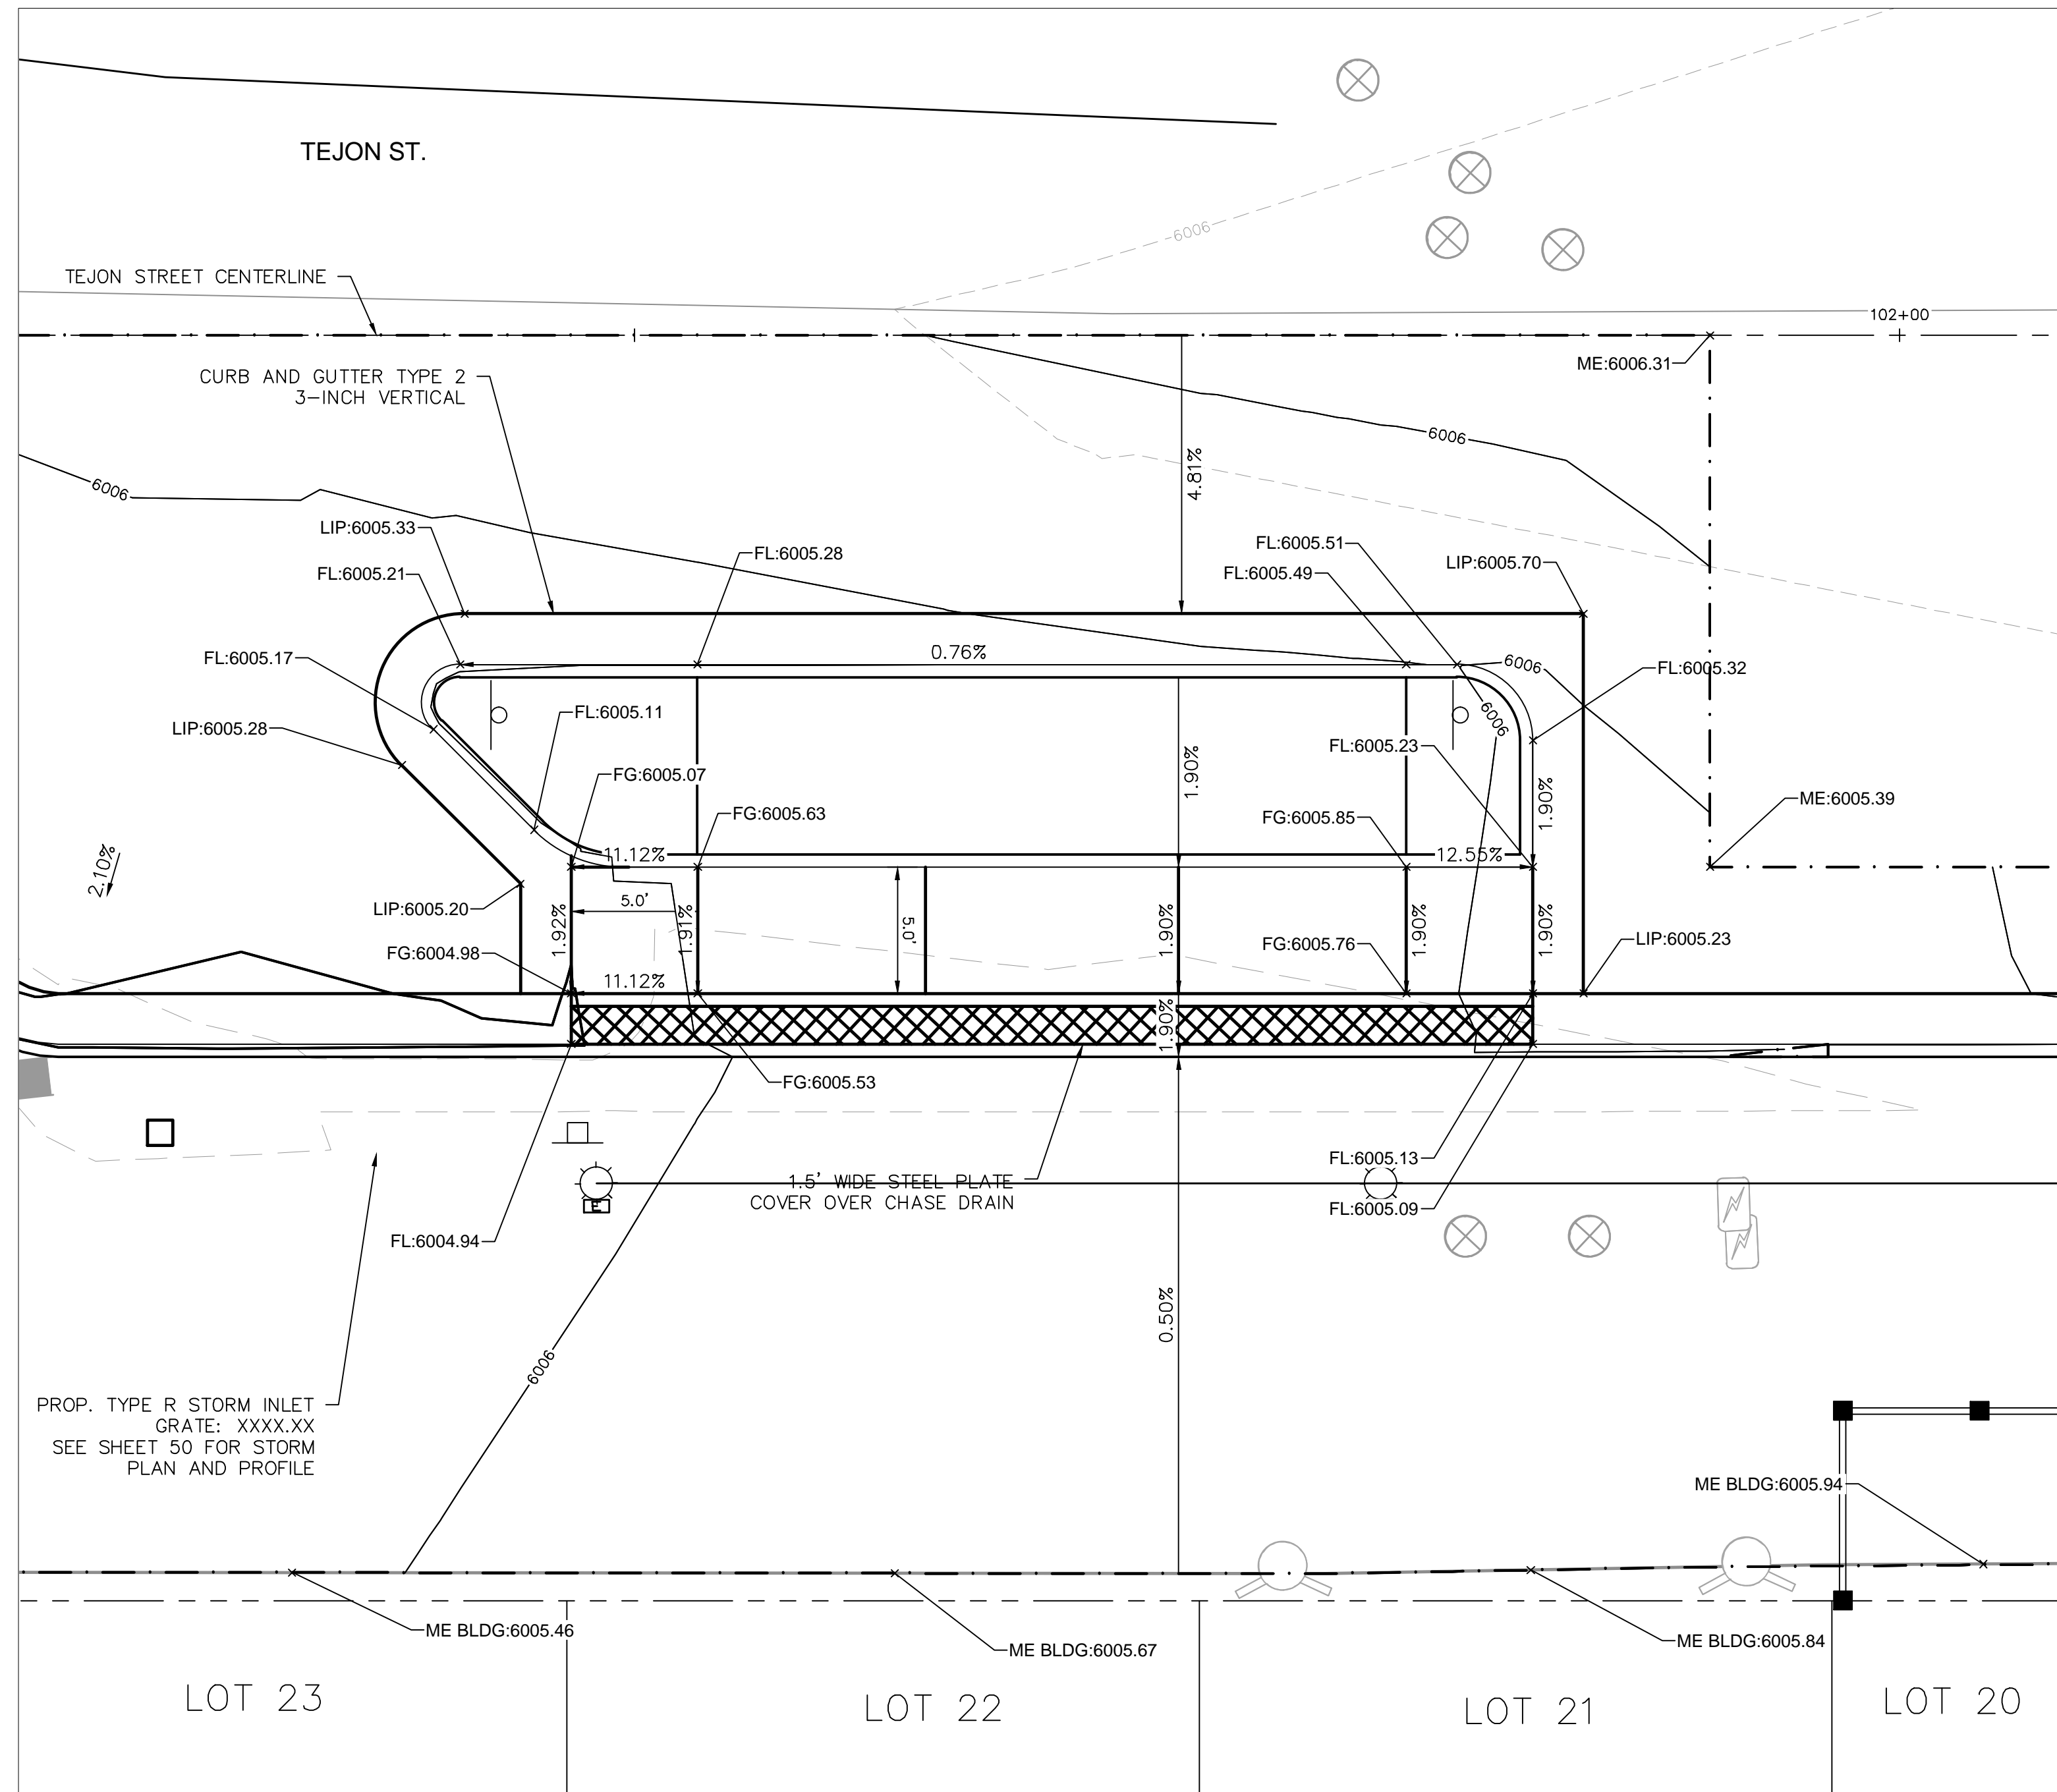 TEJON ST.
6006
TEJON STREET CENTERLINE
102+00
ME:6006.31
CURB AND GUTTER TYPE 2
3-INCH VERTICAL
6006
4.81%
6006
LIP:6005.33
FL:6005.28
FL:6005.51
LIP:6005.70
FL:6005.21
FL:6005.49
0.76%
FL:6005.17
6006
FL:6005.32
FL:6005.11
6006
LIP:6005.28
FL:6005.23
1.90%
FG:6005.07
1.90%
ME:6005.39
FG:6005.63
FG:6005.85
11.12%
12.55%
2.10%
5.0'
LIP:6005.20
1.92%
1.91%
5.0'
1.90%
1.90%
1.90%
FG:6004.98
FG:6005.76
LIP:6005.23
11.12%
1.90%
FG:6005.53
FL:6005.13
1.5' WIDE STEEL PLATE
COVER OVER CHASE DRAIN
E
FL:6005.09
FL:6004.94
0.50%
6006
PROP. TYPE R STORM INLET
GRATE: XXXX.XX
SEE SHEET 50 FOR STORM
PLAN AND PROFILE
ME BLDG:6005.94
ME BLDG:6005.46
ME BLDG:6005.67
ME BLDG:6005.84
LOT 23
LOT 22
LOT 21
LOT 20